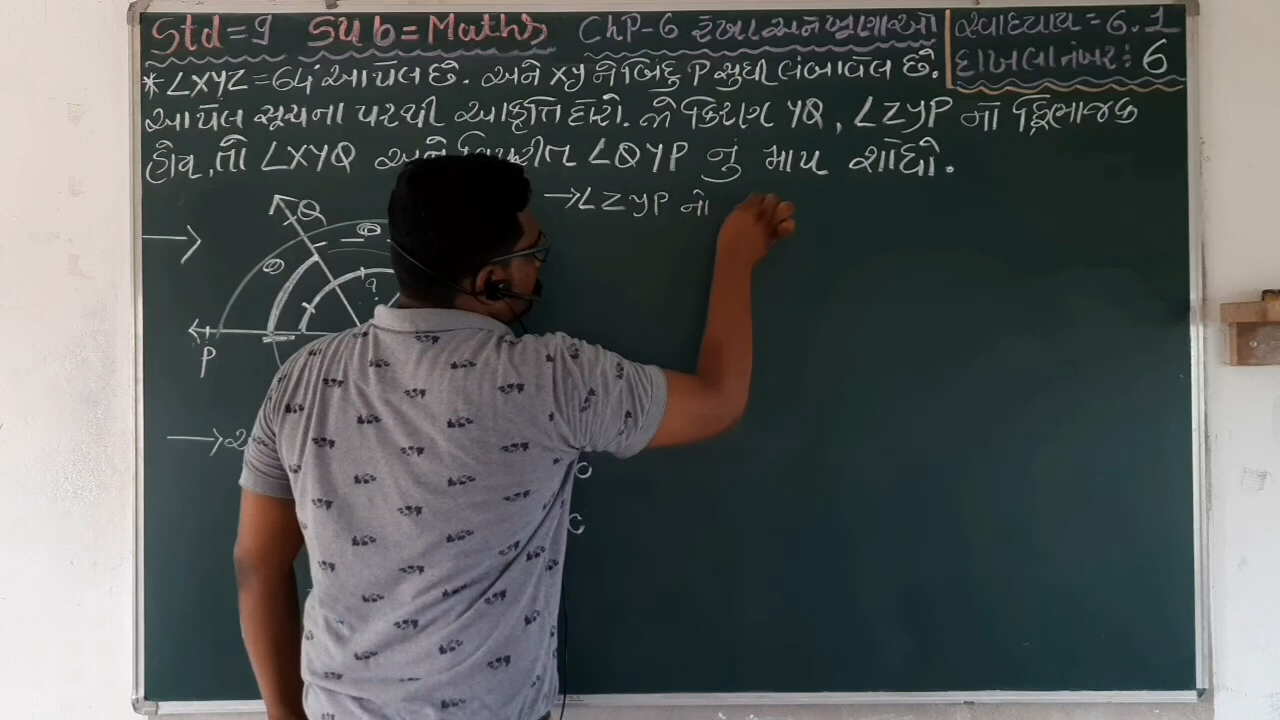 Std=9 Sub=Maths ChP-6 રેખાઓ અને ખૂણાઓ
સ્વાધ્યાય = 6.1
દાખલા નંબર: 6
* ∠XYZ = 64° આપેલ છે. અને XY ને બિંદુ P સુધી લંબાવેલ છે.
આપેલ સૂચના પરથી આકૃતિ દોરો. જો કિરણ YQ, ∠ZYP નો દ્વિભાજક
હોય, તો ∠XYQ અને વિપરીત ∠QYP નું માપ શોધો.
→ ∠ZYP નો
Q
P